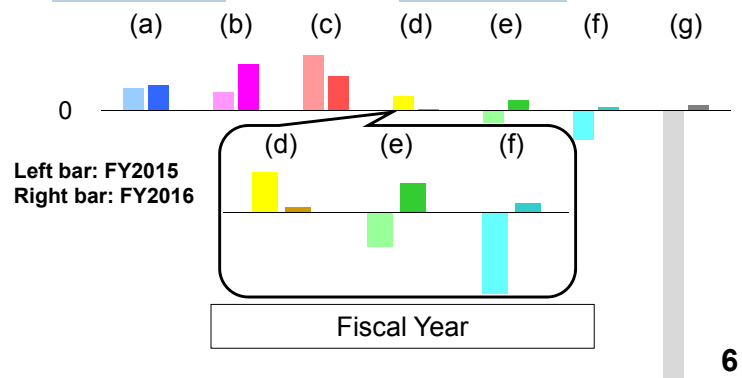 (a) (b) (c) (d) (e) (f) (g)
0
(d) (e) (f)
Left bar: FY2015
Right bar: FY2016
Fiscal Year
6